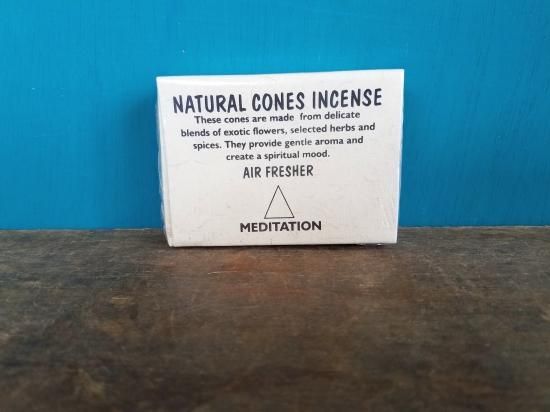 NATURAL CONES INCENSE
These cones are made from delicate
blends of exotic flowers, selected herbs and
spices. They provide gentle aroma and
create a spiritual mood.
AIR FRESHER
MEDITATION